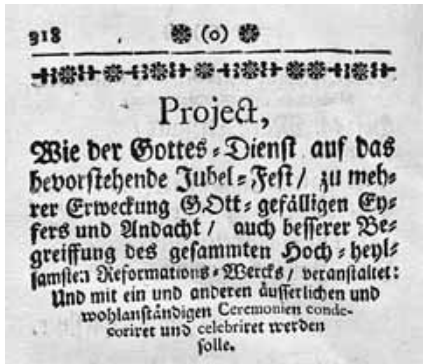 918 (o)
Project,
Wie der Gottes-Dienst auf das
bevorstehende Jubel-Fest / zu meh-
rer Erweckung GOtt-gefälligen Ey-
fers und Andacht / auch besserer Be-
greiffung des gesammten Hoch-heyl-
samsten Reformations-Wercks / veranstaltet:
Und mit ein und anderen äusserlichen und
wohlanständigen Ceremonien conde-
coriret und celebriret werden
solle.